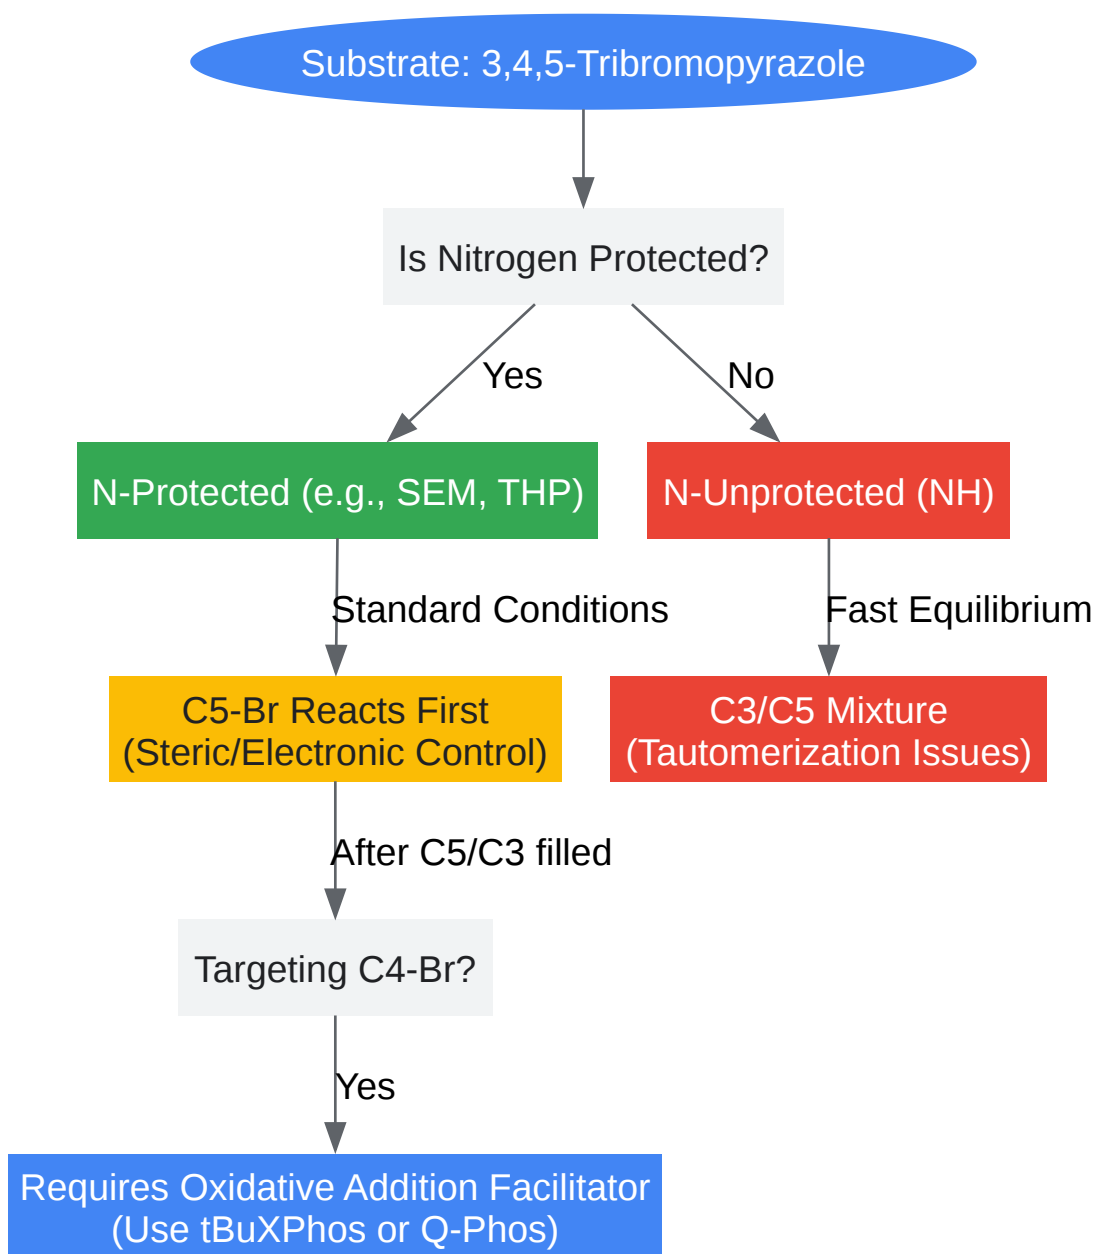 Substrate: 3,4,5-Tribromopyrazole
Is Nitrogen Protected?
Yes
No
N-Protected (e.g., SEM, THP)
N-Unprotected (NH)
Standard Conditions
Fast Equilibrium
C5-Br Reacts First
(Steric/Electronic Control)
C3/C5 Mixture
(Tautomerization Issues)
After C5/C3 filled
Targeting C4-Br?
Yes
Requires Oxidative Addition Facilitator
(Use tBuXPhos or Q-Phos)